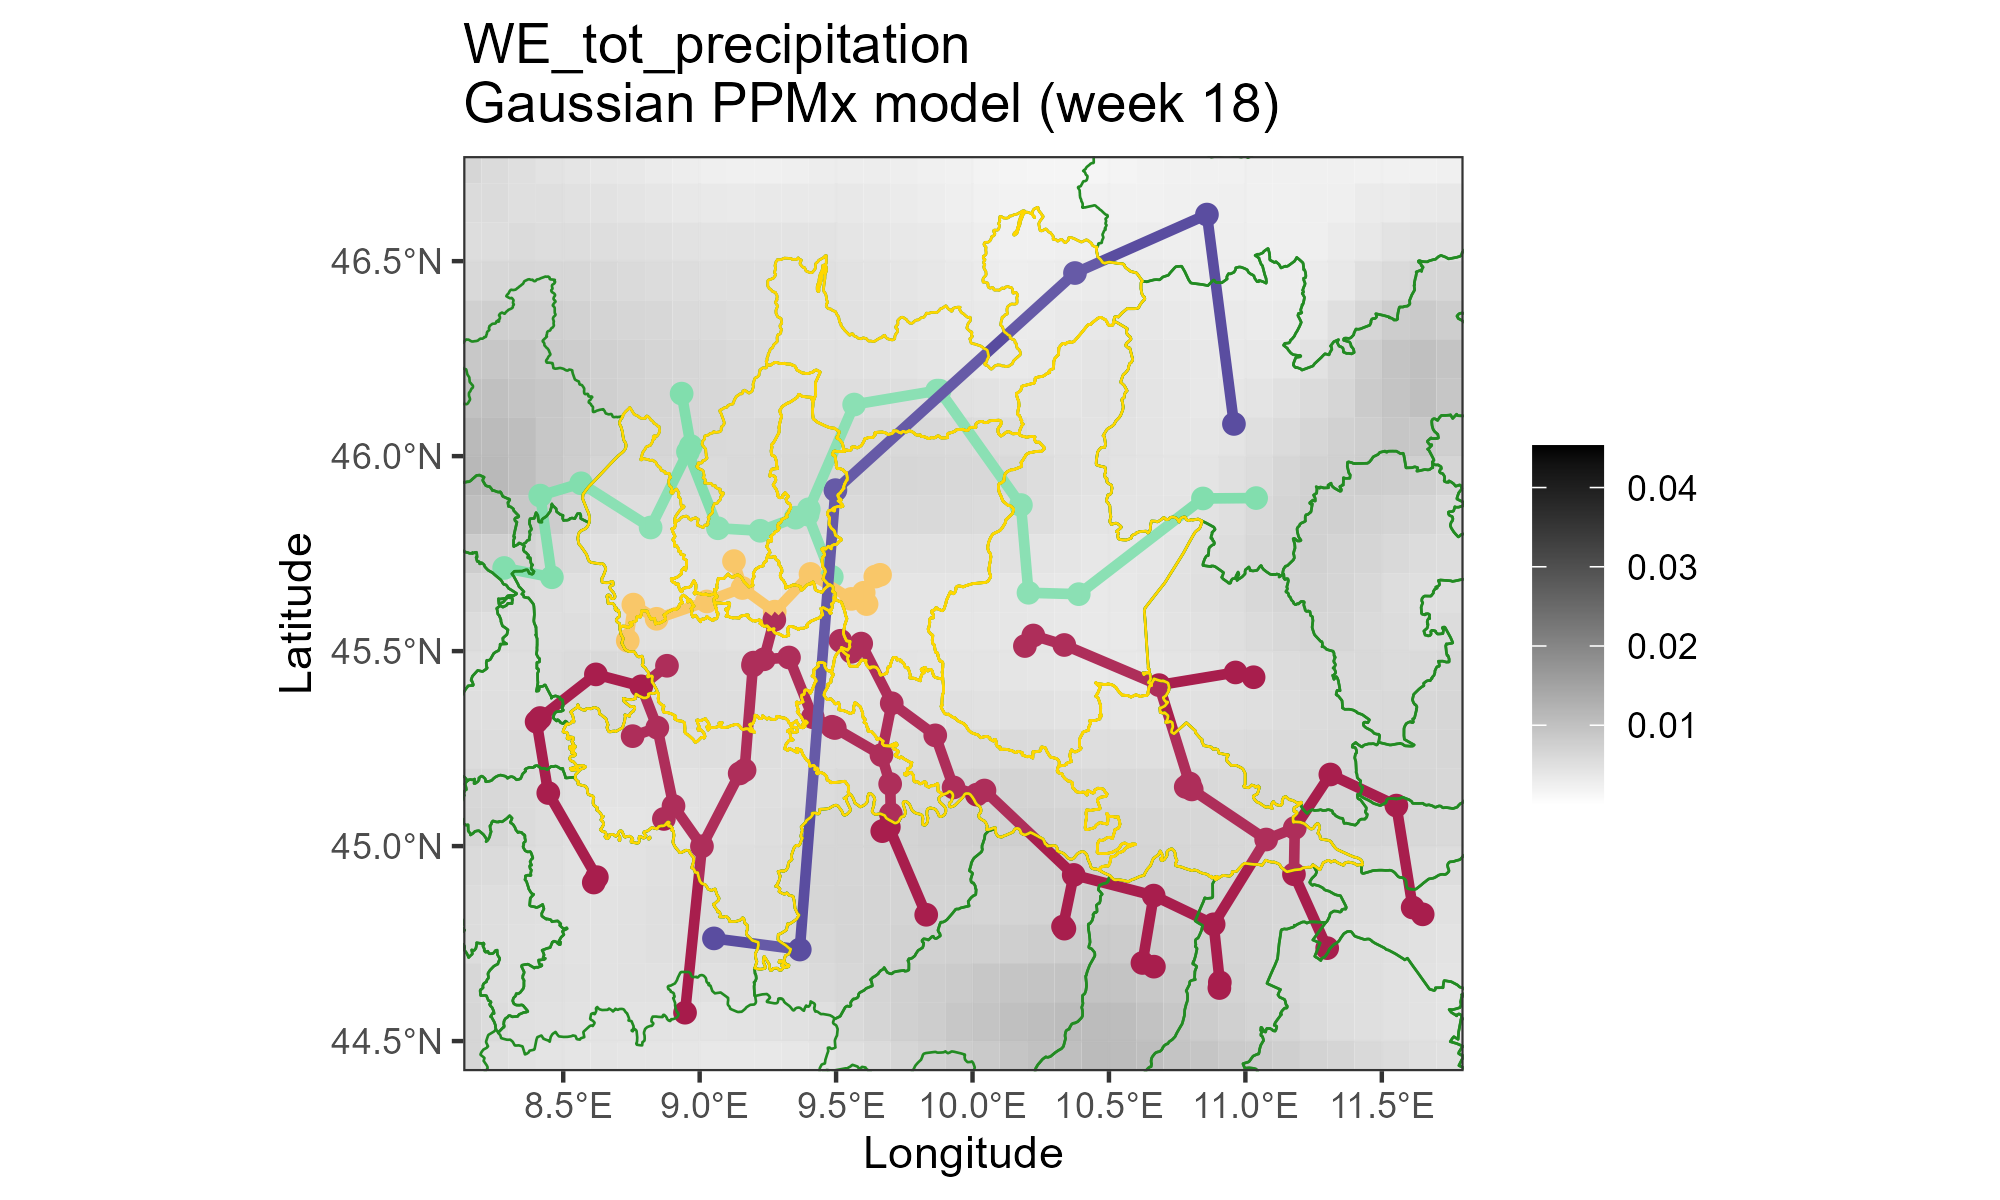 WE_tot_precipitation
Gaussian PPMx model (week 18)
46.5°N
46.0°N
45.5°N
45.0°N
44.5°N
Latitude
8.5°E
9.0°E
9.5°E
10.0°E
10.5°E
11.0°E
11.5°E
Longitude
0.04
0.03
0.02
0.01